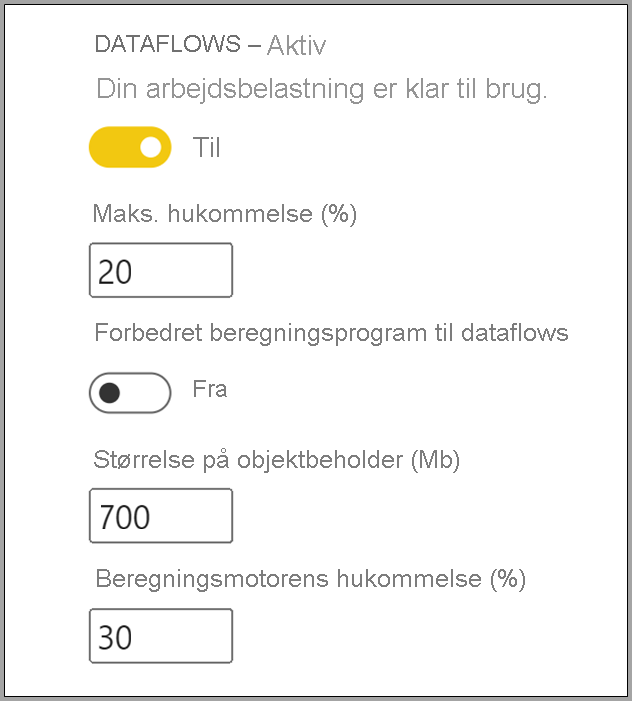 DATAFLOWS – Aktiv
Din arbejdsbelastning er klar til brug.
Til
Maks. hukommelse (%)
20
Forbedret beregningsprogram til dataflows
Fra
Størrelse på objektbeholder (Mb)
700
Beregningsmotorens hukommelse (%)
30